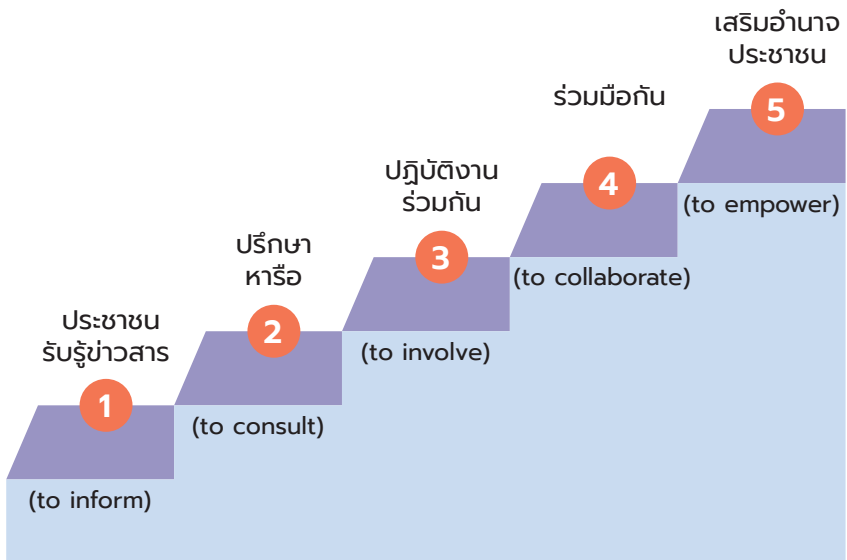 ประชาชน
รับรู้ข่าวสาร
1
(to inform)
ปรึกษา
หารือ
2
(to consult)
ปฏิบัติงาน
ร่วมกัน
3
(to involve)
ร่วมมือกัน
4
(to collaborate)
เสริมอำนาจ
ประชาชน
5
(to empower)